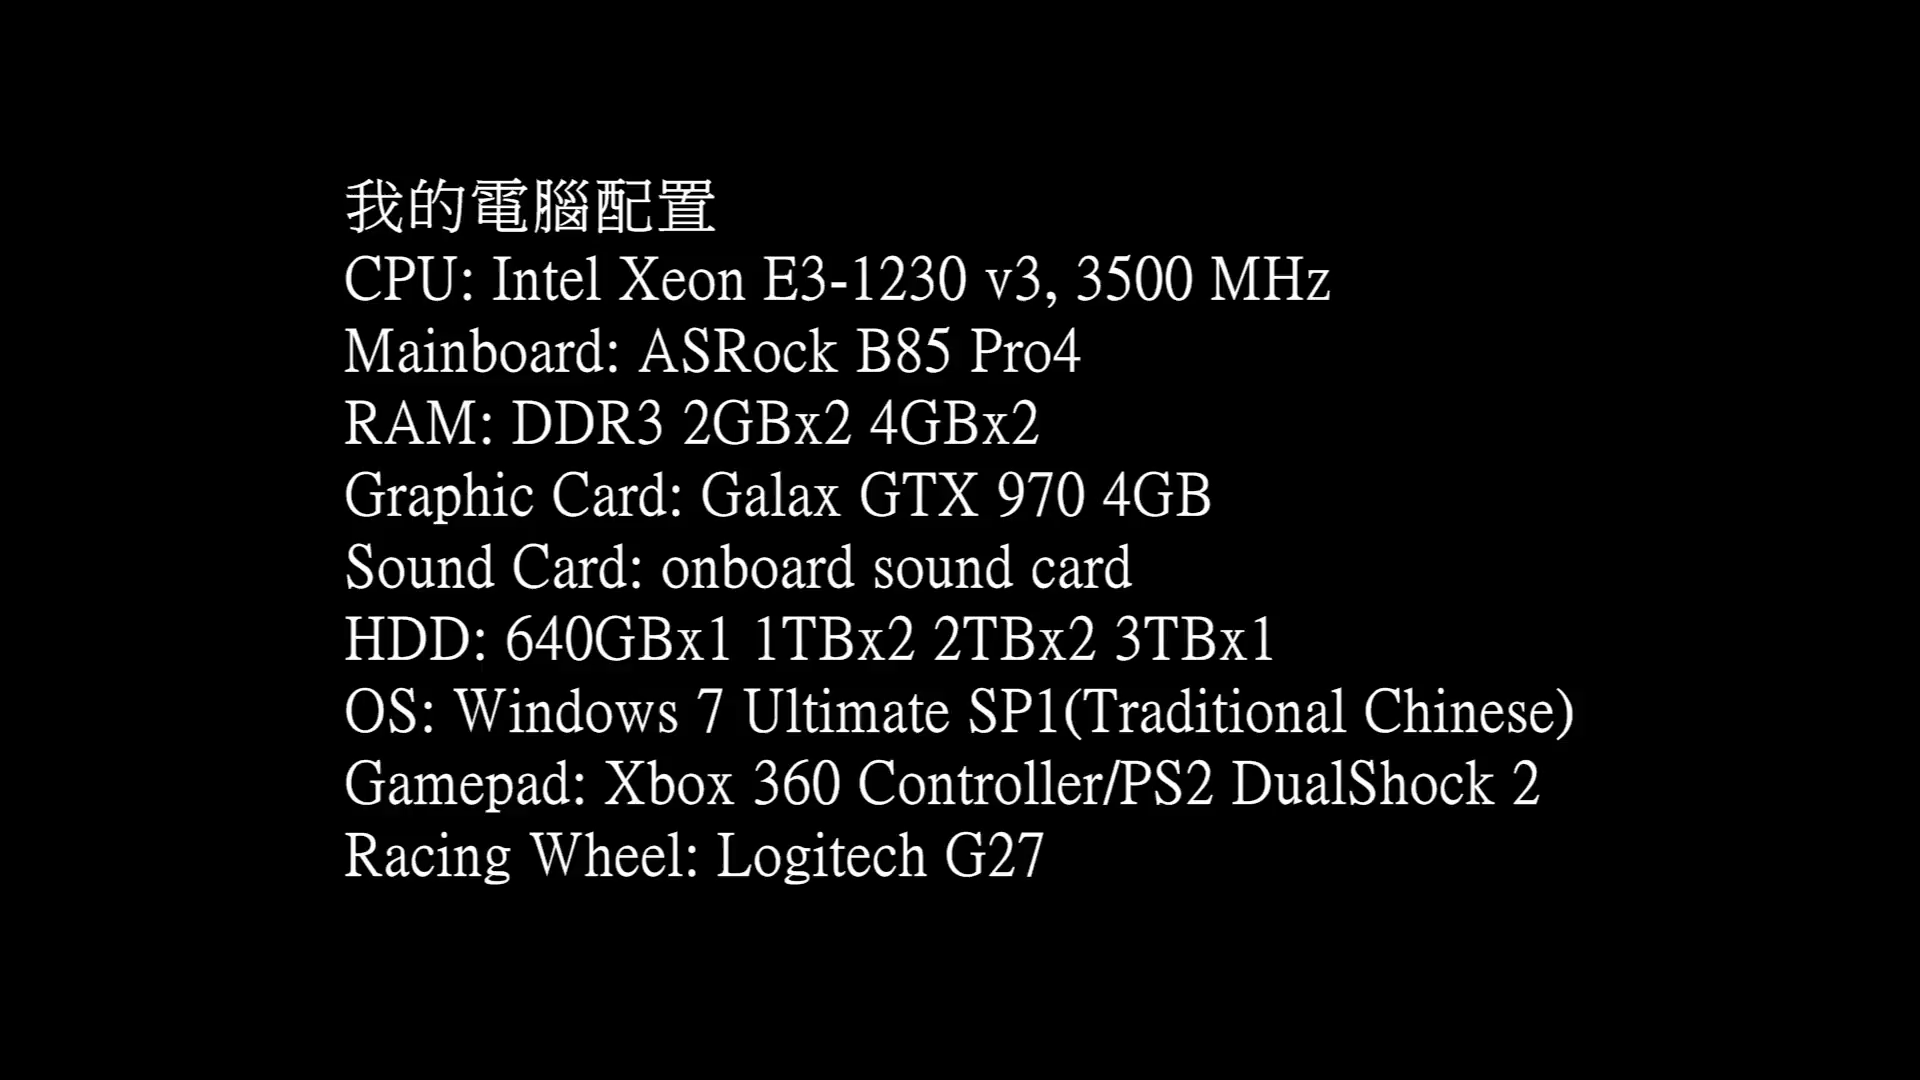 我的電腦配置
CPU: Intel Xeon E3-1230 v3, 3500 MHz
Mainboard: ASRock B85 Pro4
RAM: DDR3 2GBx2 4GBx2
Graphic Card: Galax GTX 970 4GB
Sound Card: onboard sound card
HDD: 640GBx1 1TBx2 2TBx2 3TBx1
OS: Windows 7 Ultimate SP1(Traditional Chinese)
Gamepad: Xbox 360 Controller/PS2 DualShock 2
Racing Wheel: Logitech G27